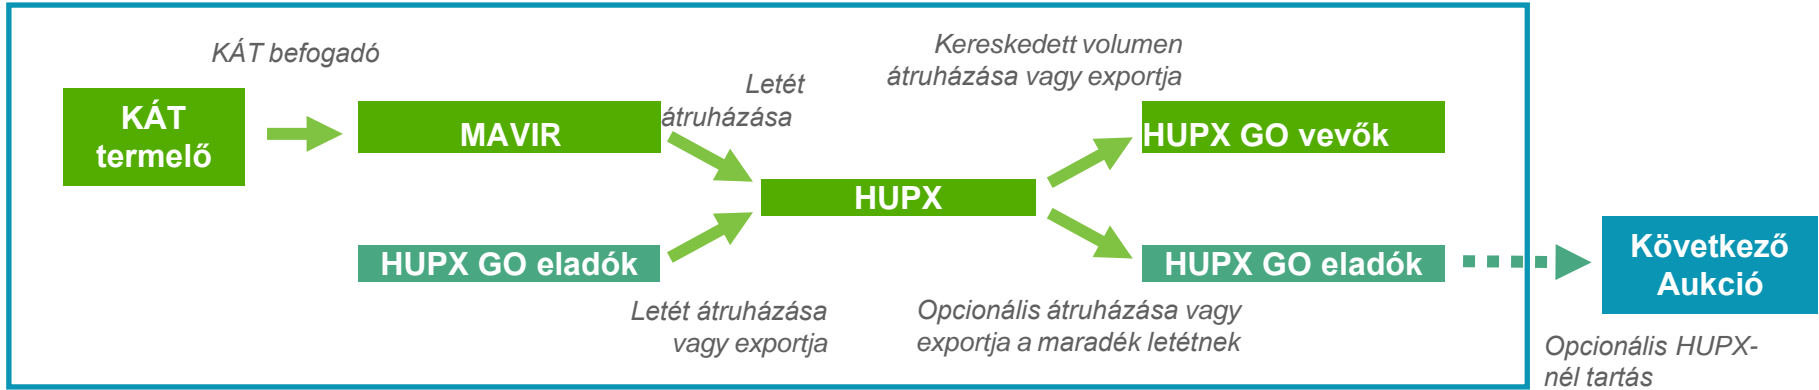 KÁT befogadó
KÁT
termelő
MAVIR
Letét
átruházása
HUPX GO eladók
Letét átruházása
vagy exportja
HUPX
Kereskedett volumen
átruházása vagy exportja
HUPX GO vevők
HUPX GO eladók
Opcionális átruházása vagy
exportja a maradék letétnek
Következő
Aukció
Opcionális HUPX-
nél tartás